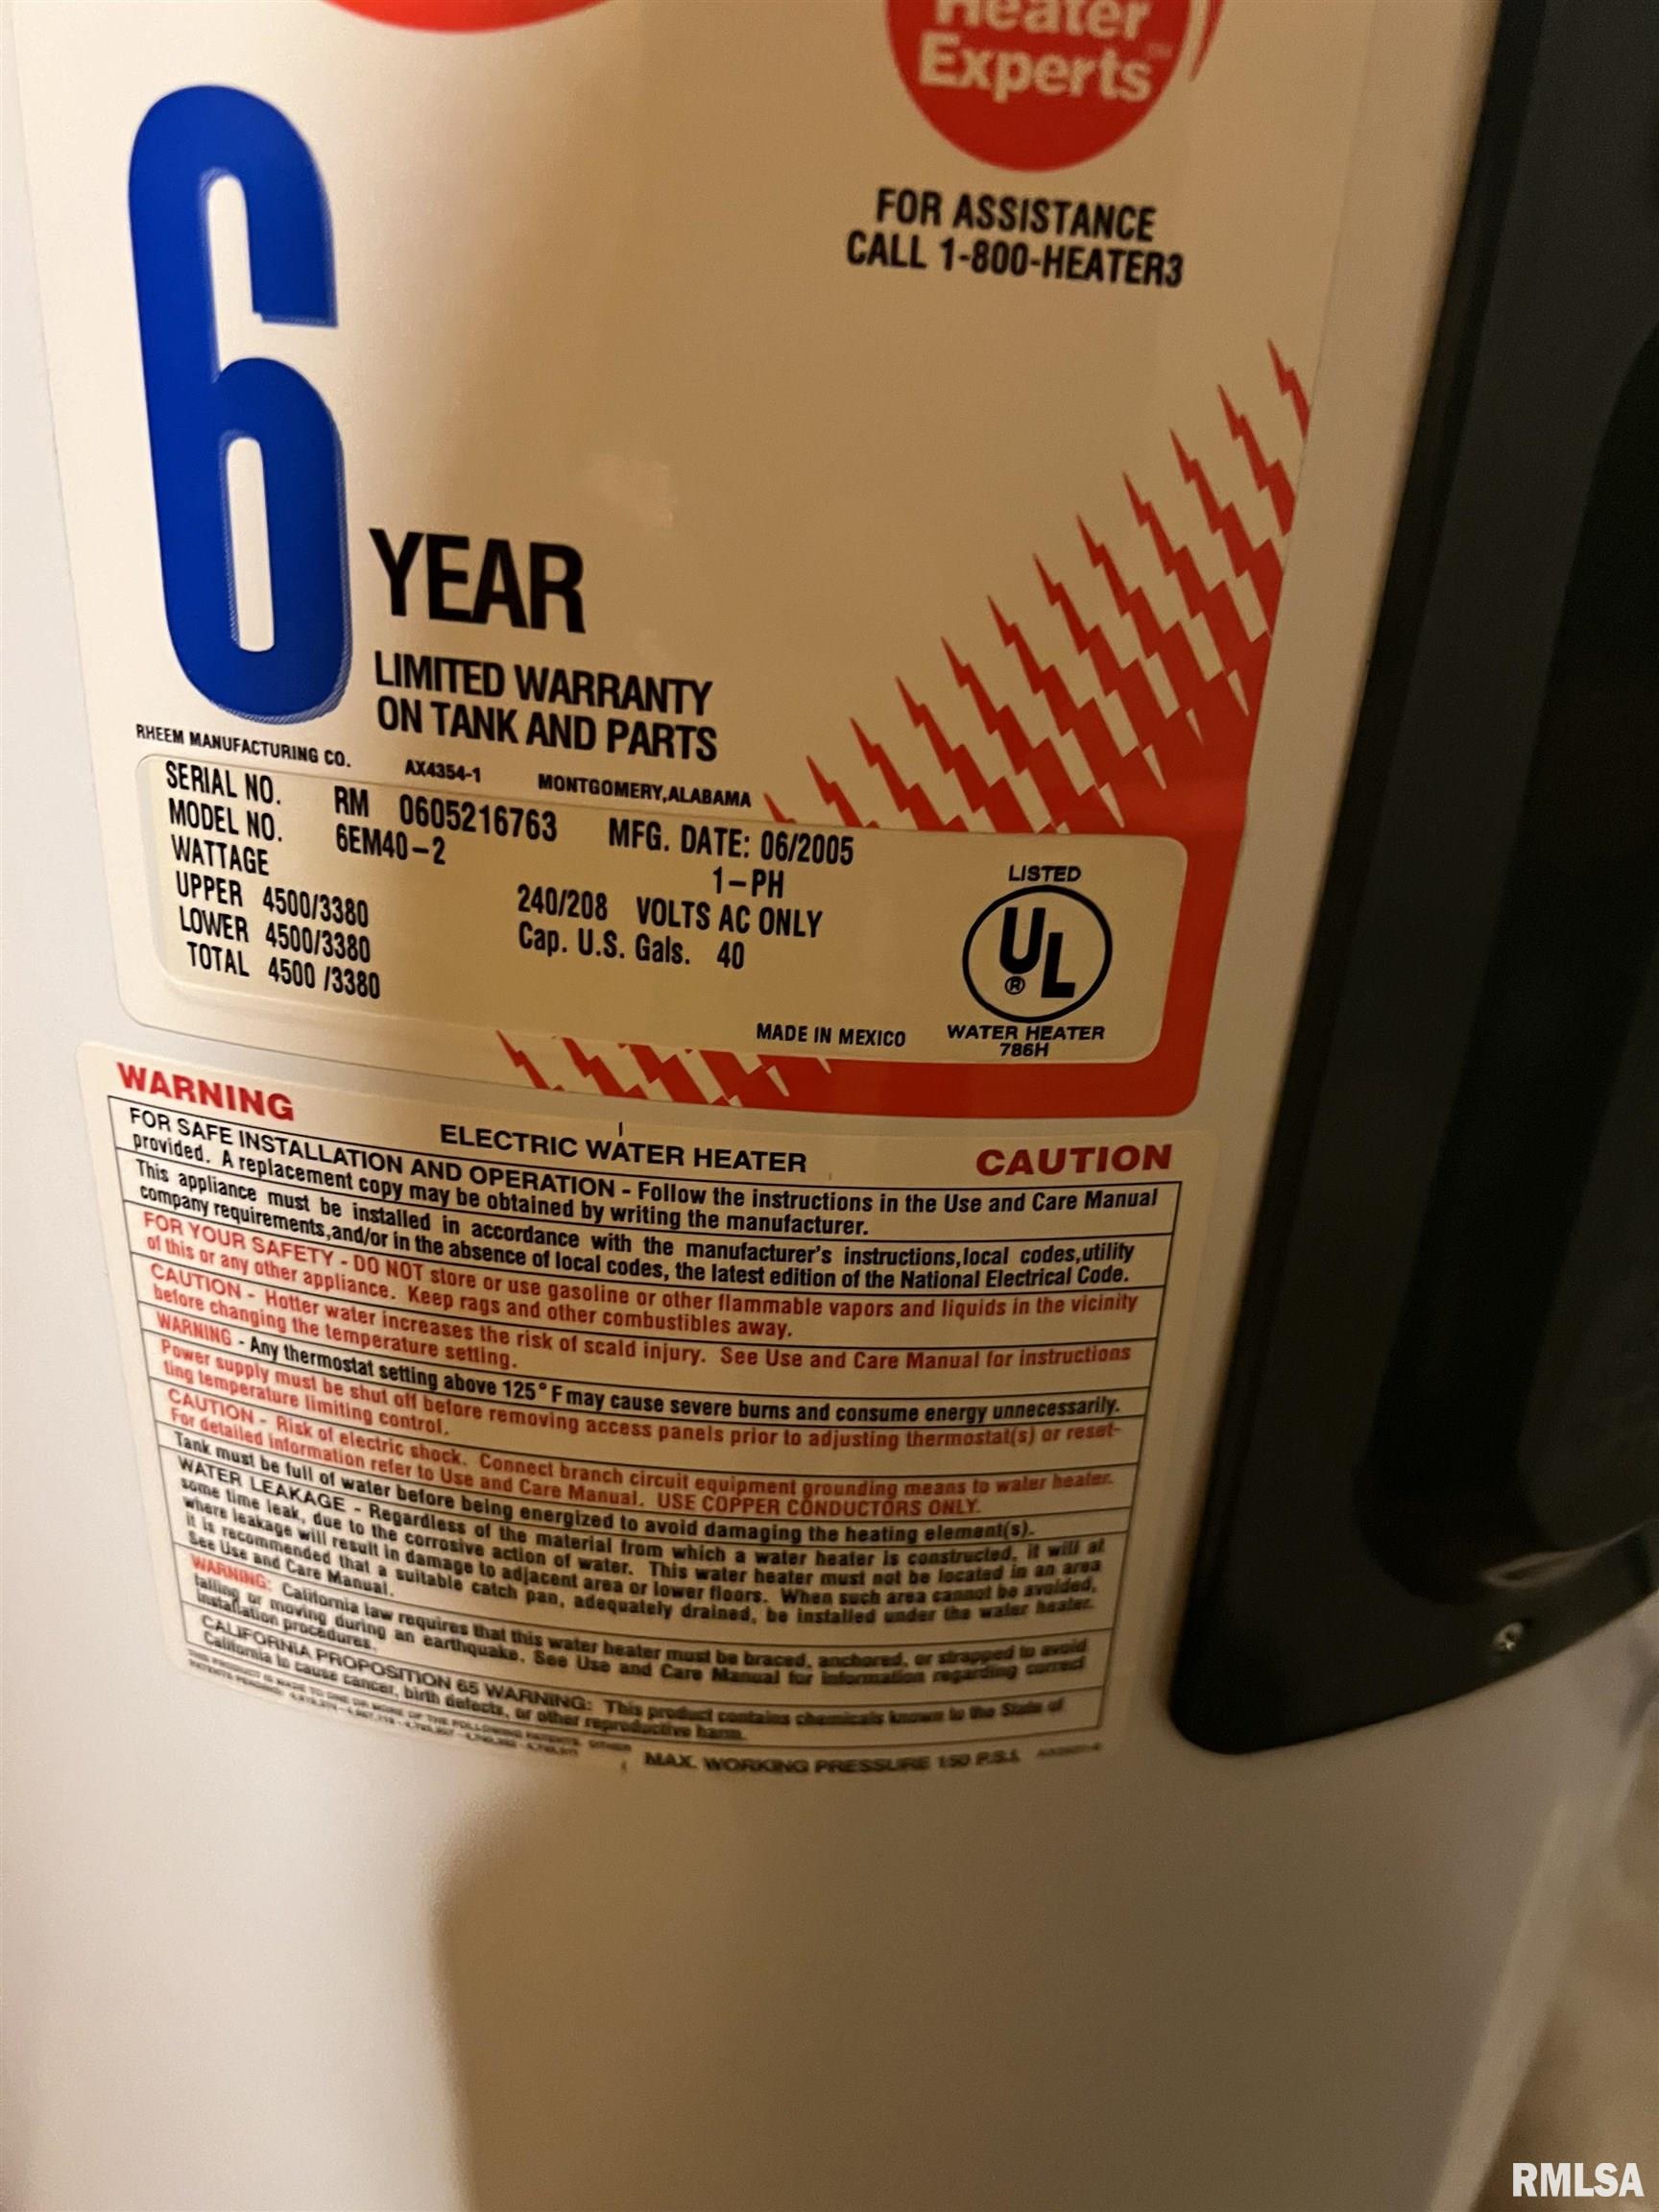 Heater
Experts
FOR ASSISTANCE
CALL 1-800-HEATER3
6
YEAR
LIMITED WARRANTY
ON TANK AND PARTS
RHEEM MANUFACTURING CO. AX4354-1 MONTGOMERY,ALABAMA
SERIAL NO. RM 0605216763 MFG. DATE: 06/2005
MODEL NO. 6EM40-2 1-PH
WATTAGE
UPPER 4500/3380 240/208 VOLTS AC ONLY
LOWER 4500/3380 Cap. U.S. Gals. 40
TOTAL 4500 /3380
LISTED
UL
®
MADE IN MEXICO
WATER HEATER
786H
WARNING ELECTRIC WATER HEATER CAUTION
FOR SAFE INSTALLATION AND OPERATION - Follow the instructions in the Use and Care Manual
provided. A replacement copy may be obtained by writing the manufacturer.
This appliance must be installed in accordance with the manufacturer's instructions,local codes,utility
company requirements,and/or in the absence of local codes, the latest edition of the National Electrical Code.
FOR YOUR SAFETY - DO NOT store or use gasoline or other flammable vapors and liquids in the vicinity
of this or any other appliance. Keep rags and other combustibles away.
CAUTION - Hotter water increases the risk of scald injury. See Use and Care Manual for instructions
before changing the temperature setting.
WARNING - Any thermostat setting above 125° F may cause severe burns and consume energy unnecessarily.
Power supply must be shut off before removing access panels prior to adjusting thermostat(s) or reset-
ting temperature limiting control.
CAUTION - Risk of electric shock. Connect branch circuit equipment grounding means to water heater.
For detailed information refer to Use and Care Manual. USE COPPER CONDUCTORS ONLY.
Tank must be full of water before being energized to avoid damaging the heating element(s).
WATER LEAKAGE - Regardless of the material from which a water heater is constructed, it will at
some time leak, due to the corrosive action of water. This water heater must not be located in an area
where leakage will result in damage to adjacent area or lower floors. When such area cannot be avoided,
it is recommended that a suitable catch pan, adequately drained, be installed under the water heater.
See Use and Care Manual.
WARNING: California law requires that this water heater must be braced, anchored, or strapped to avoid
falling or moving during an earthquake. See Use and Care Manual for information regarding correct
installation procedures.
CALIFORNIA PROPOSITION 65 WARNING: This product contains chemicals known to the State of
California to cause cancer, birth defects, or other reproductive harm.
THIS PRODUCT IS MADE TO ONE OR MORE OF THE FOLLOWING PATENTS. OTHER
PATENTS PENDING
MAX. WORKING PRESSURE 150 P.S.I.
RMLSA